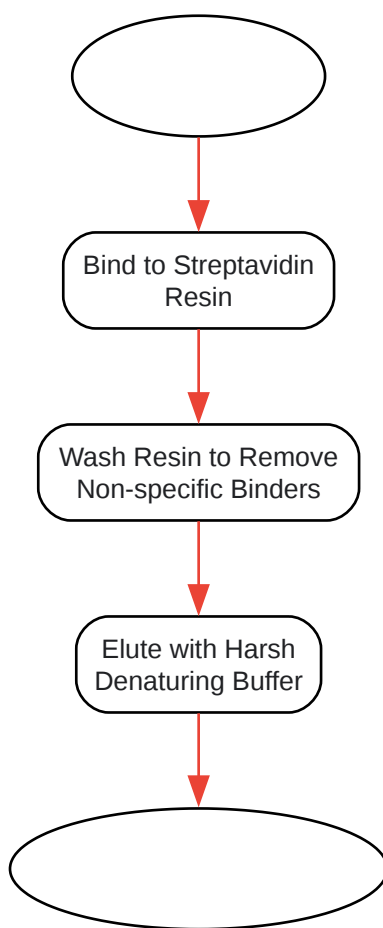 Bind to Streptavidin
Resin
Wash Resin to Remove
Non-specific Binders
Elute with Harsh
Denaturing Buffer